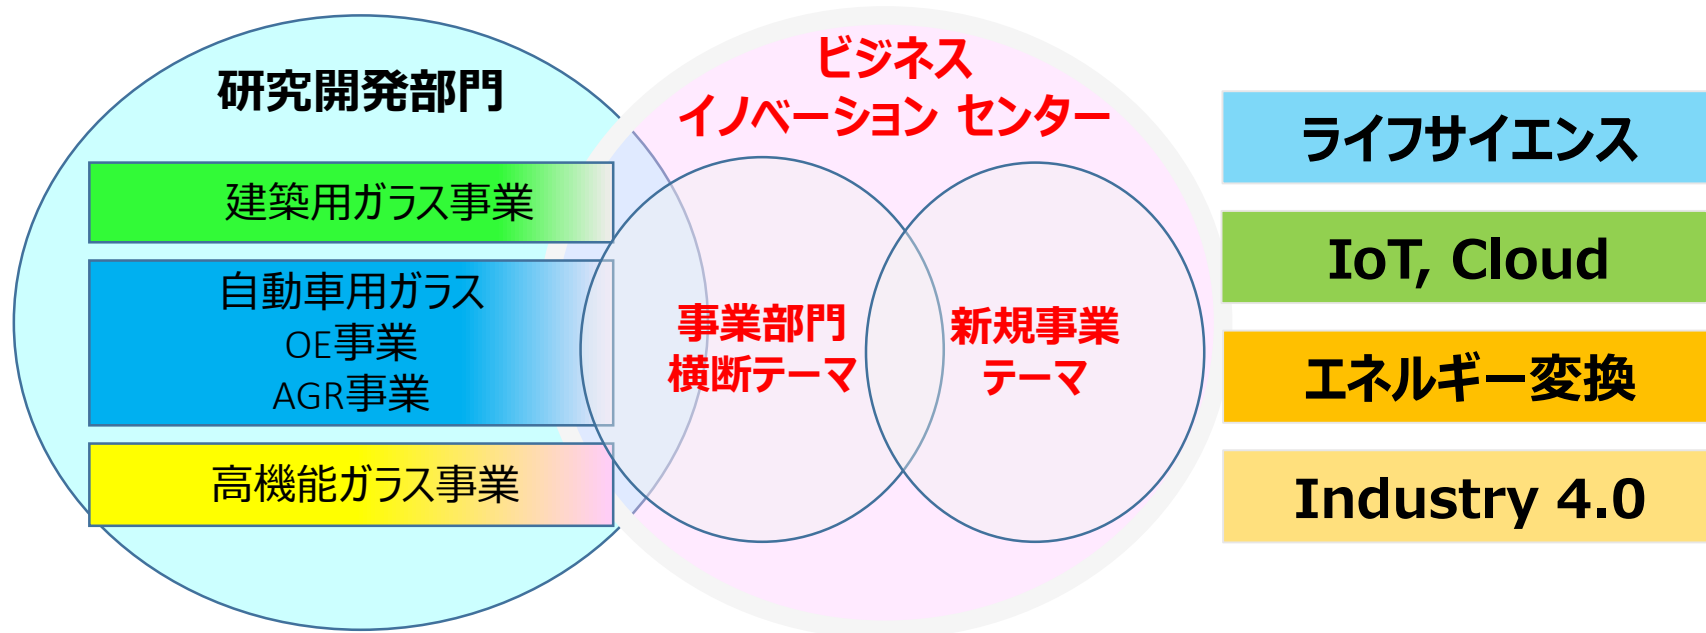 研究開発部門
建築用ガラス事業
自動車用ガラス
OE事業
AGR事業
高機能ガラス事業
ビジネス
イノベーション センター
事業部門
横断テーマ
新規事業
テーマ
ライフサイエンス
IoT, Cloud
エネルギー変換
Industry 4.0